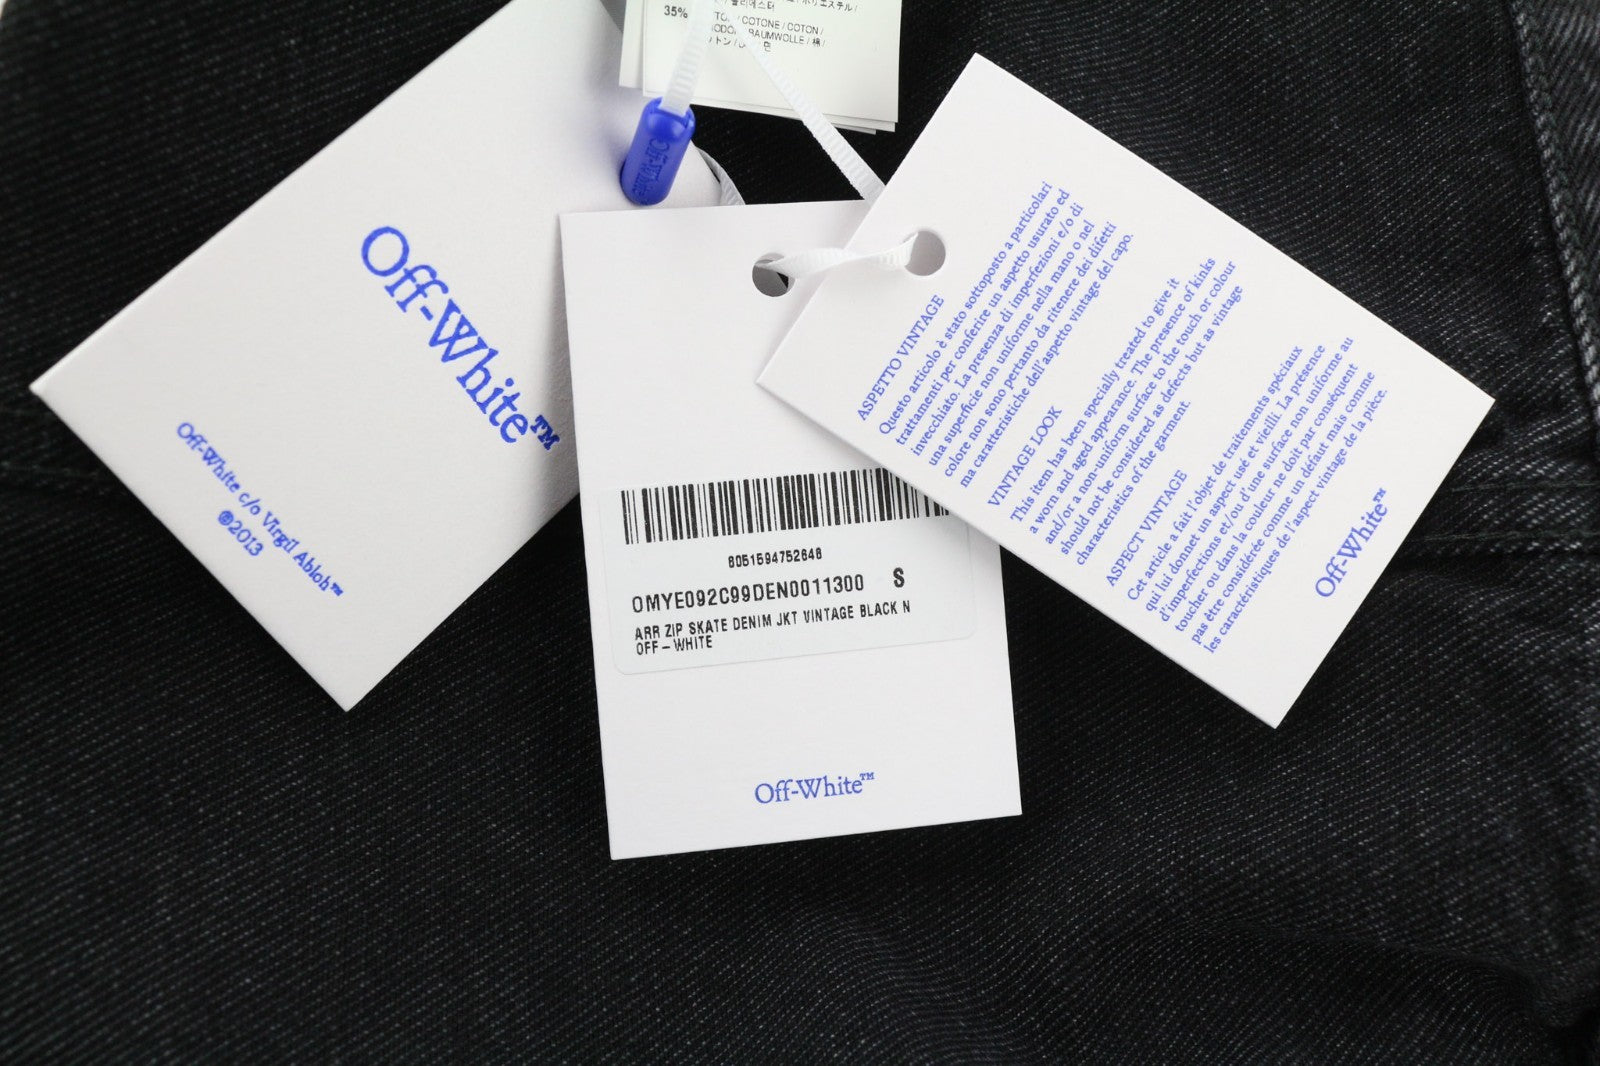 35%
/ COTONE / COTON /
BAUMWOLLE / 棉 /
Off-White™
Off-White c/o Virgil Abloh™
©2013
8051594752648
OMYE092C99DEN0011300 S
ARR ZIP SKATE DENIM JKT VINTAGE BLACK N
OFF-WHITE
Off-White™
ASPETTO VINTAGE
Questo articolo è stato sottoposto a particolari
trattamenti per conferire un aspetto usurato ed
invecchiato. La presenza di imperfezioni e/o di
una superficie non uniforme nella mano o nel
colore non sono pertanto da ritenere dei difetti
ma caratteristiche dell'aspetto vintage del capo.
VINTAGE LOOK
This item has been specially treated to give it
a worn and aged appearance. The presence of kinks
and/or a non-uniform surface to the touch or colour
should not be considered as defects but as vintage
characteristics of the garment.
ASPECT VINTAGE
Cet article a fait l'objet de traitements spéciaux
qui lui donnent un aspect usé et vieilli. La présence
d'imperfections et/ou d'une surface non uniforme au
toucher ou dans la couleur ne doit par conséquent
pas être considérée comme un défaut mais comme
les caractéristiques de l'aspect vintage de la pièce.
Off-White™